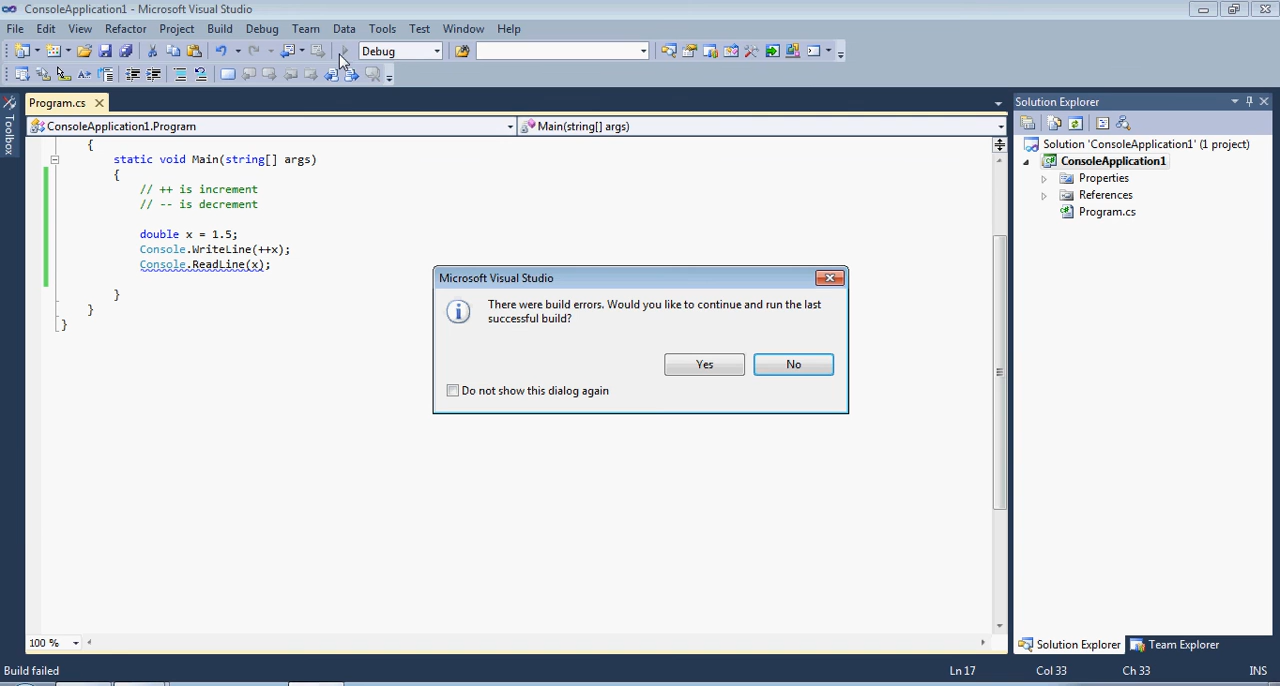 ConsoleApplication1 - Microsoft Visual Studio
File Edit View Refactor Project Build Debug Team Data Tools Test Window Help
Debug
Program.cs
Solution Explorer
Toolbox
ConsoleApplication1.Program
Main(string[] args)
{
static void Main(string[] args)
{
// ++ is increment
// -- is decrement
double x = 1.5;
Console.WriteLine(++x);
Console.ReadLine(x);
}
}
}
Microsoft Visual Studio
There were build errors. Would you like to continue and run the last
successful build?
Yes No
Do not show this dialog again
Solution 'ConsoleApplication1' (1 project)
ConsoleApplication1
Properties
References
Program.cs
100 %
Solution Explorer Team Explorer
Build failed Ln 17 Col 33 Ch 33 INS